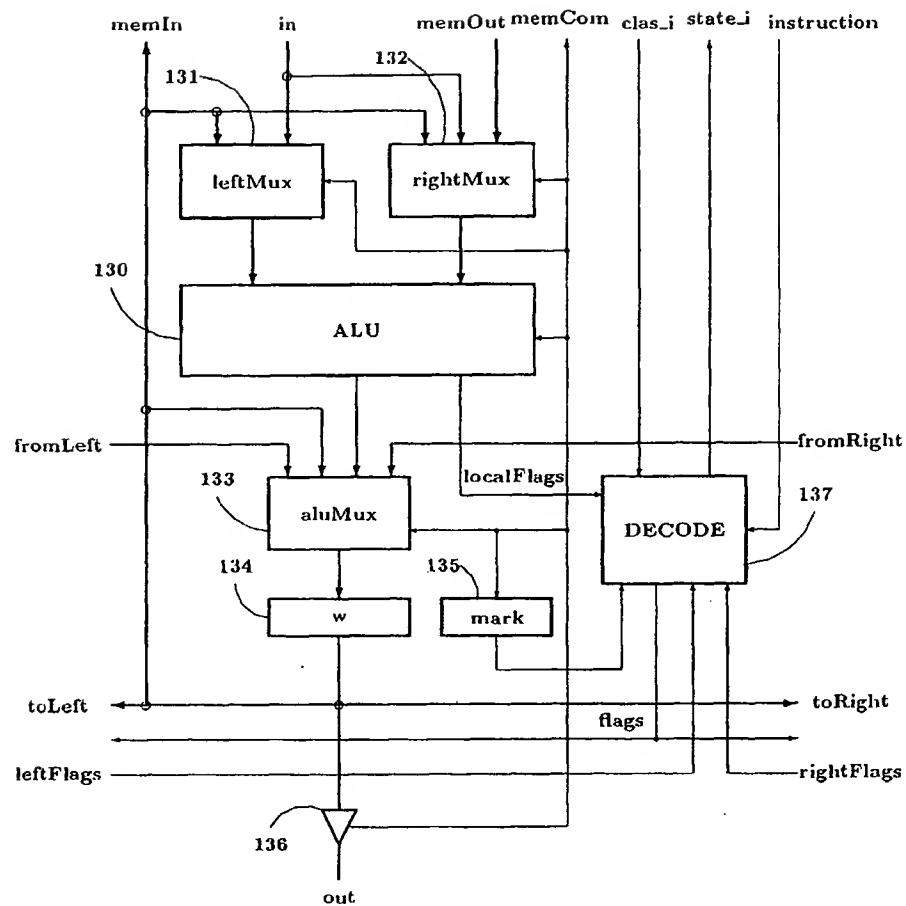 memIn in memOut memCom clas_i state_i instruction
131
132
leftMux
rightMux
130
ALU
fromLeft
fromRight
localFlags
133
137
aluMux
DECODE
134
135
w
mark
toLeft
toRight
flags
leftFlags
rightFlags
136
out